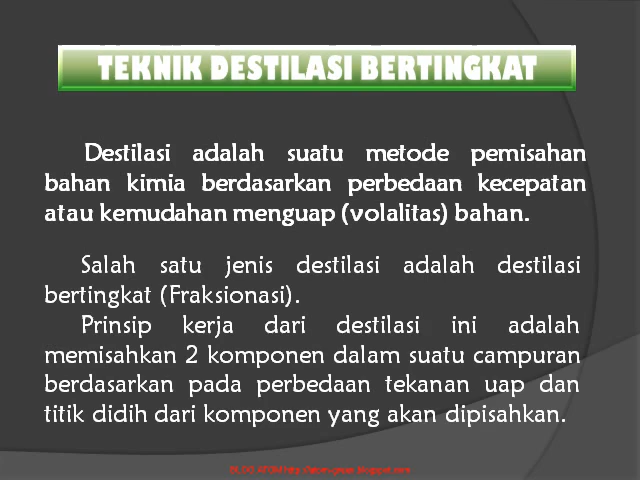 TEKNIK DESTILASI BERTINGKAT
Destilasi adalah suatu metode pemisahan
bahan kimia berdasarkan perbedaan kecepatan
atau kemudahan menguap (volalitas) bahan.
Salah satu jenis destilasi adalah destilasi
bertingkat (Fraksionasi).
Prinsip kerja dari destilasi ini adalah
memisahkan 2 komponen dalam suatu campuran
berdasarkan pada perbedaan tekanan uap dan
titik didih dari komponen yang akan dipisahkan.
BLOG